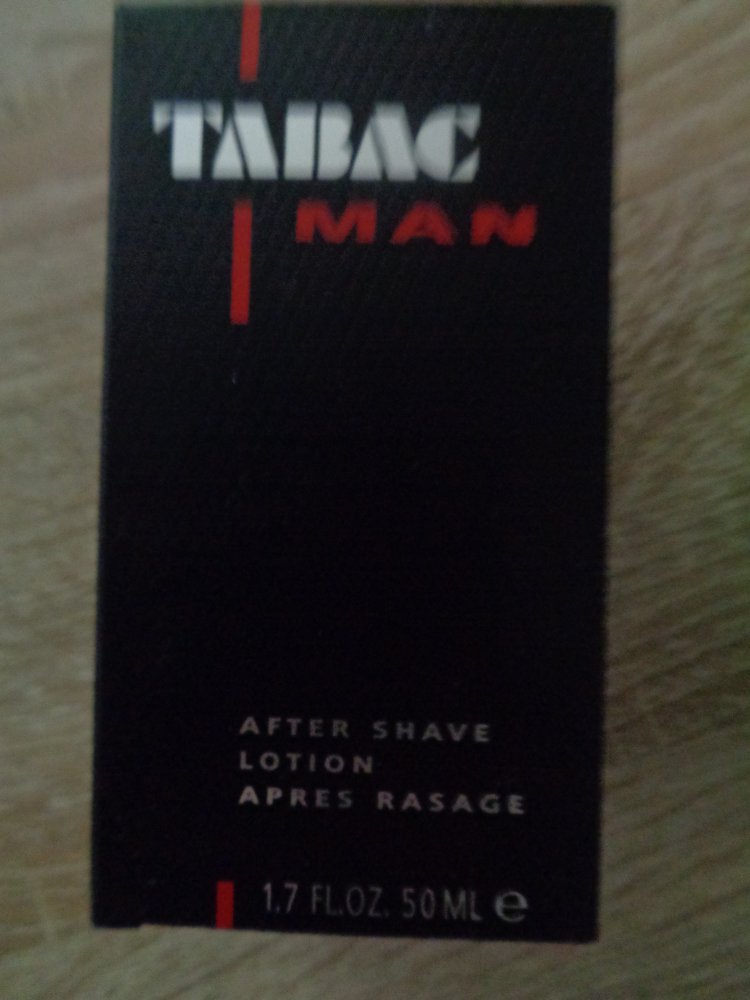 TABAC
MAN
AFTER SHAVE
LOTION
APRES RASAGE
1.7 FL.OZ. 50 ML e